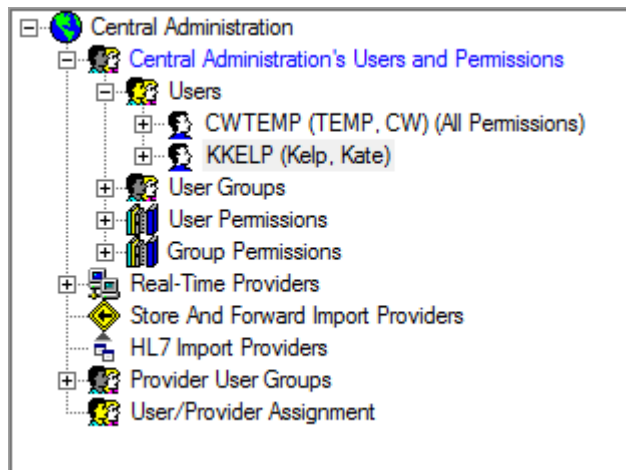 Central Administration
Central Administration's Users and Permissions
Users
CWTEMP (TEMP, CW) (All Permissions)
KKELP (Kelp, Kate)
User Groups
User Permissions
Group Permissions
Real-Time Providers
Store And Forward Import Providers
HL7 Import Providers
Provider User Groups
User/Provider Assignment